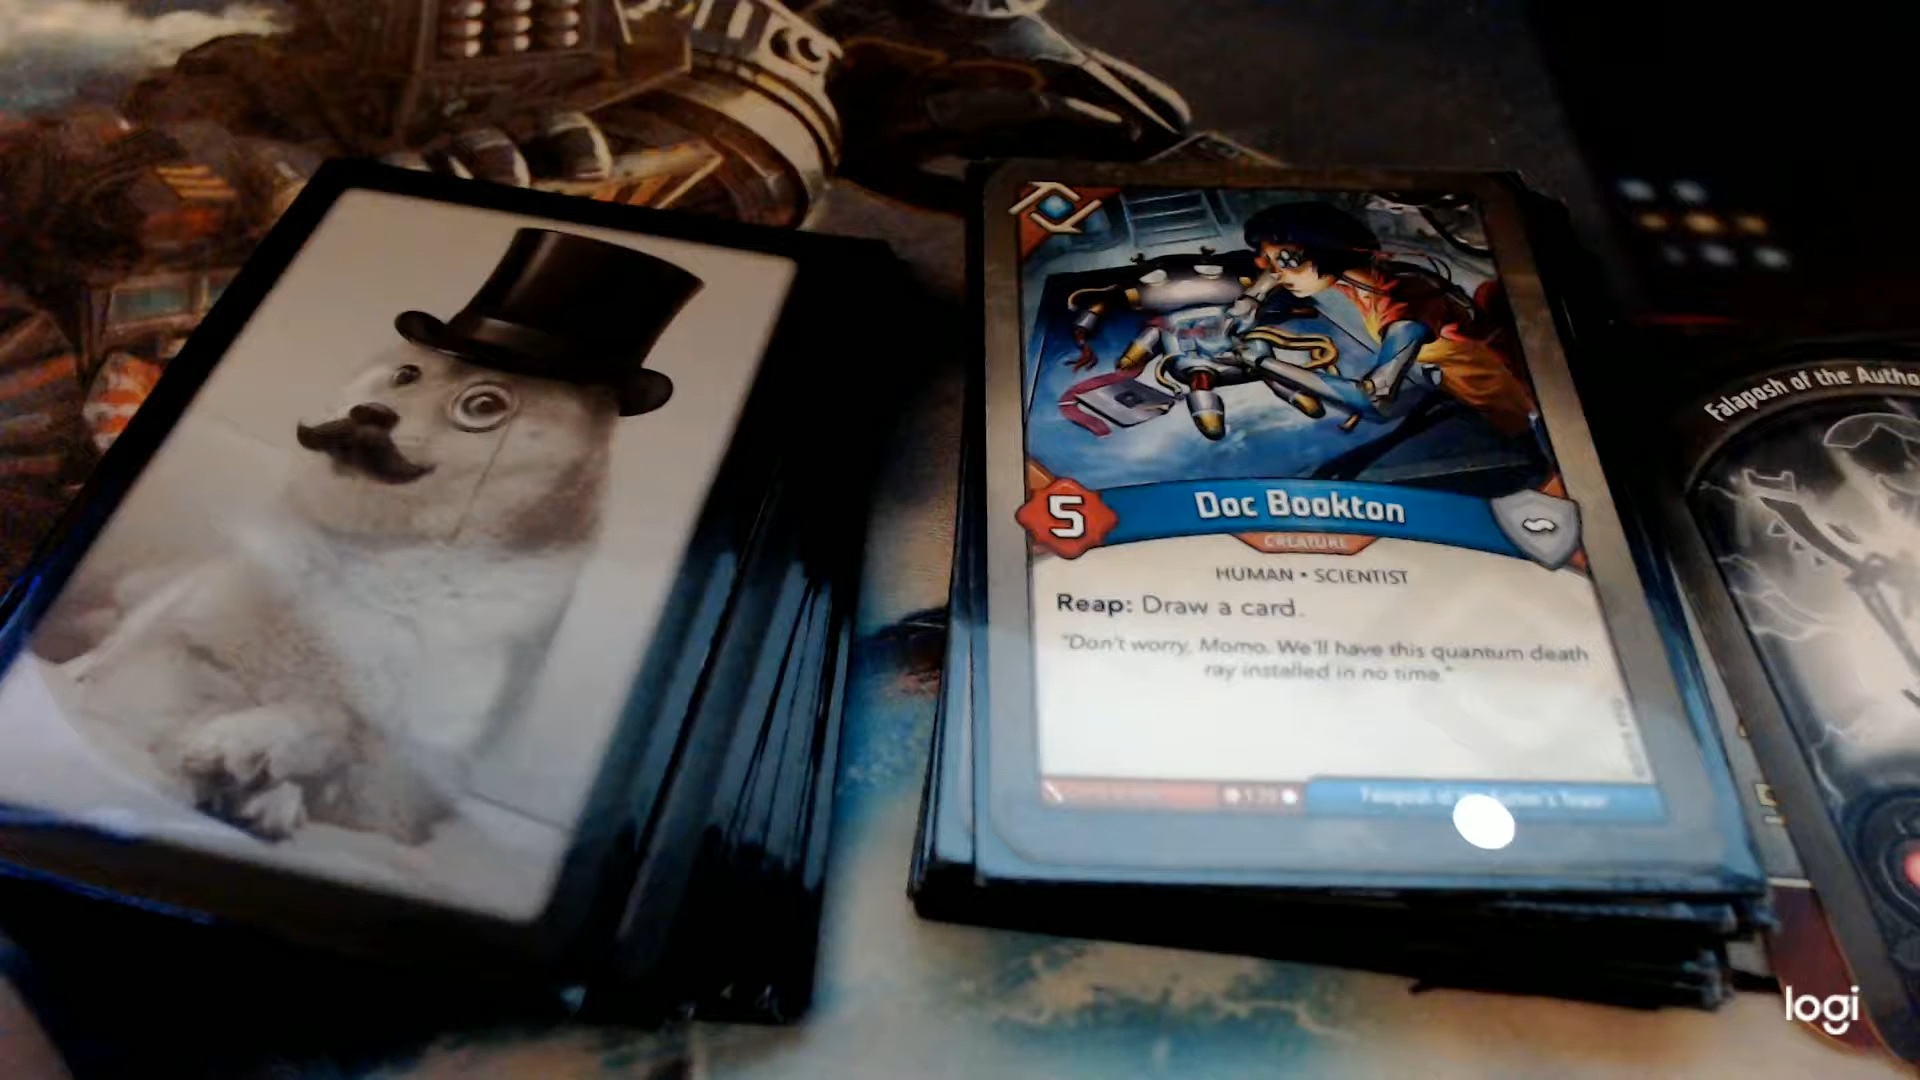 Falaposh of the Autho
5
Doc Bookton
CREATURE
HUMAN • SCIENTIST
Reap: Draw a card.
"Don't worry, Momo. We'll have this quantum death
ray installed in no time."
logi